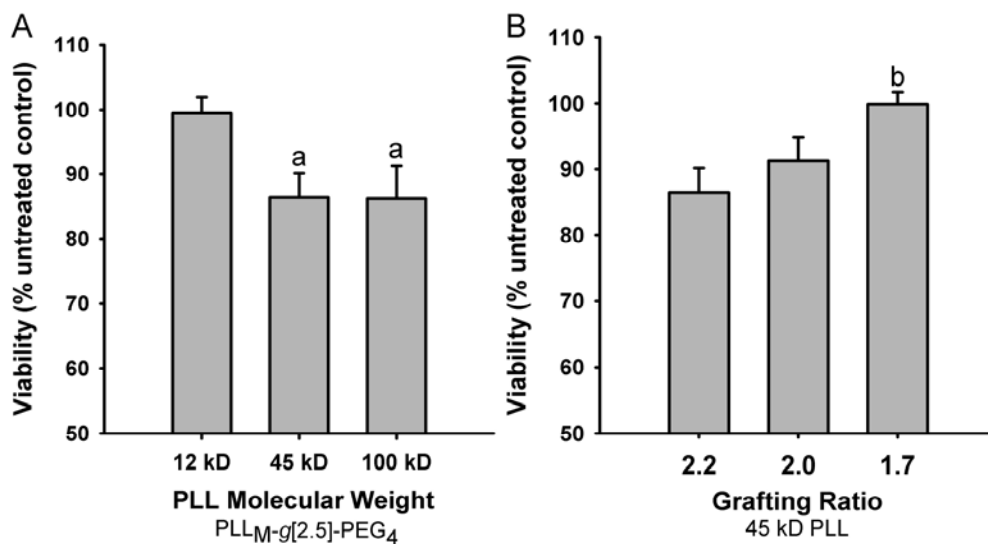 A
Viability (% untreated control)
110
100
90
80
70
60
50
a
a
12 kD 45 kD 100 kD
PLL Molecular Weight
PLLM-g[2.5]-PEG4
B
Viability (% untreated control)
110
100
90
80
70
60
50
b
2.2 2.0 1.7
Grafting Ratio
45 kD PLL